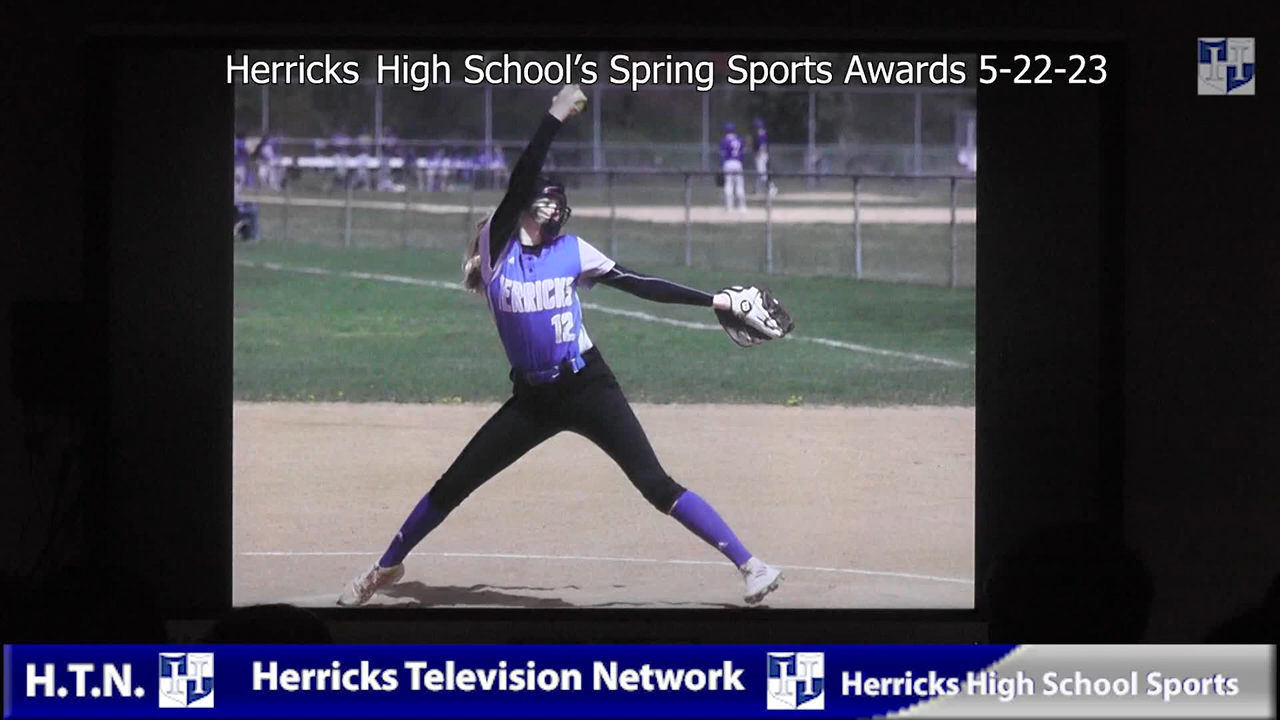 Herricks High School's Spring Sports Awards 5-22-23
HERRICKS
12
H.T.N.
Herricks Television Network
Herricks High School Sports